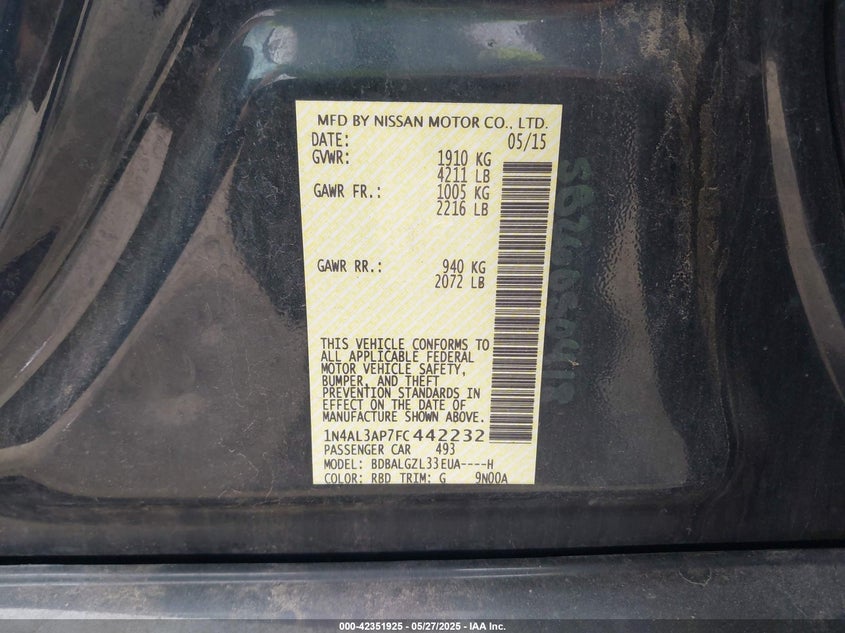 MFD BY NISSAN MOTOR CO., LTD.
DATE: 05/15
GVWR: 1910 KG
4211 LB
GAWR FR.: 1005 KG
2216 LB
GAWR RR.: 940 KG
2072 LB
THIS VEHICLE CONFORMS TO
ALL APPLICABLE FEDERAL
MOTOR VEHICLE SAFETY,
BUMPER, AND THEFT
PREVENTION STANDARDS IN
EFFECT ON THE DATE OF
MANUFACTURE SHOWN ABOVE.
1N4AL3AP7FC442232
PASSENGER CAR 493
MODEL: BDBALGZL33EUA----H
COLOR: RBD TRIM: G 9N00A
000-42351925 • 05/27/2025 • IAA Inc.